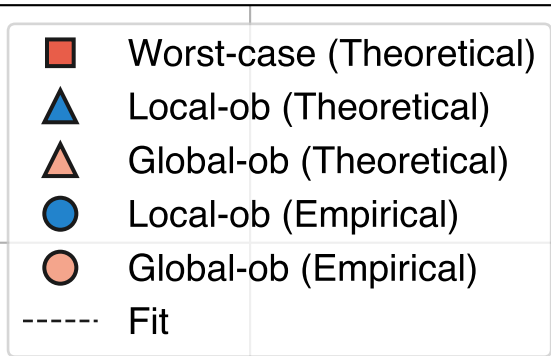 Worst-case (Theoretical)
Local-ob (Theoretical)
Global-ob (Theoretical)
Local-ob (Empirical)
Global-ob (Empirical)
Fit